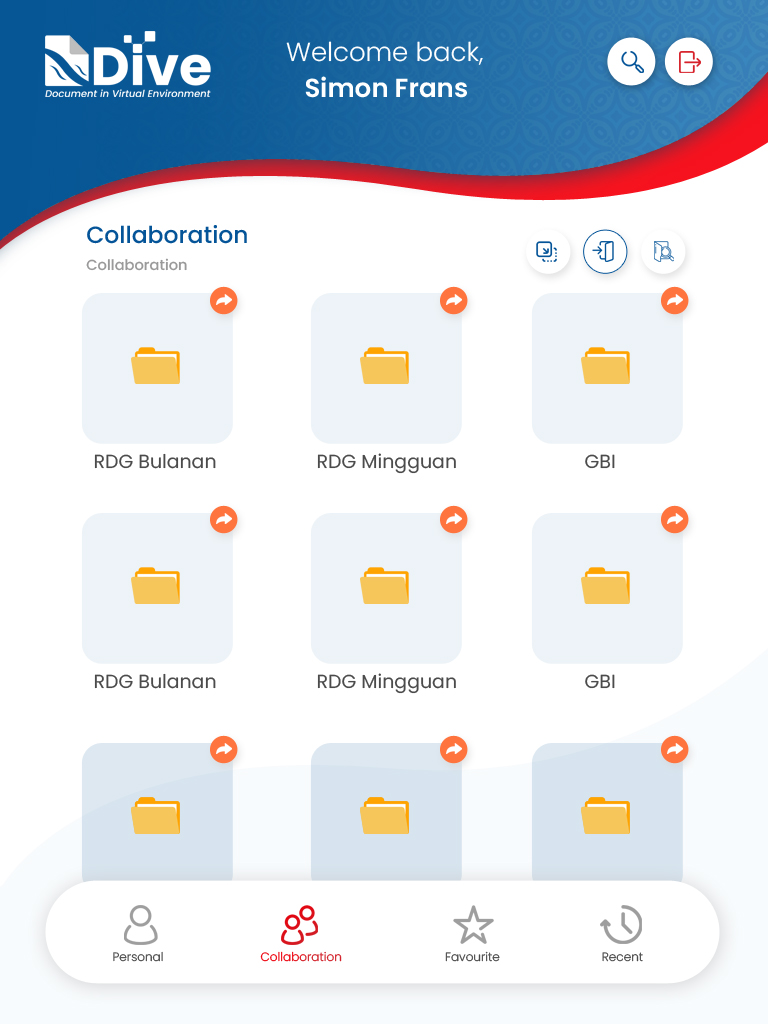 Dive
Document in Virtual Environment
Welcome back,
Simon Frans
Collaboration
Collaboration
RDG Bulanan
RDG Mingguan
GBI
RDG Bulanan
RDG Mingguan
GBI
Personal
Collaboration
Favourite
Recent